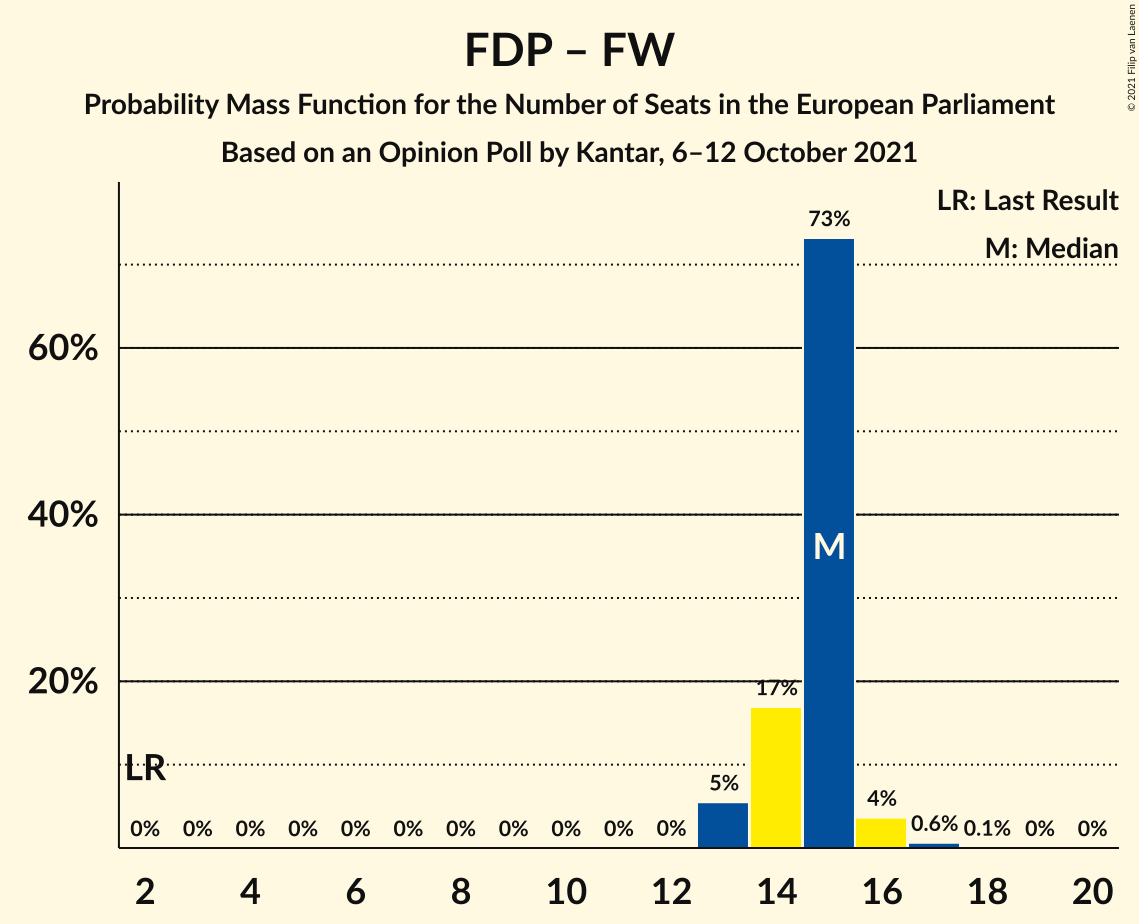 FDP – FW
Probability Mass Function for the Number of Seats in the European Parliament
Based on an Opinion Poll by Kantar, 6–12 October 2021
© 2021 Filip van Laenen
LR: Last Result
M: Median
73%
60%
40%
M
20%
17%
LR
5%
4%
0% 0% 0% 0% 0% 0% 0% 0% 0% 0% 0% 0.6% 0.1% 0% 0%
2 4 6 8 10 12 14 16 18 20